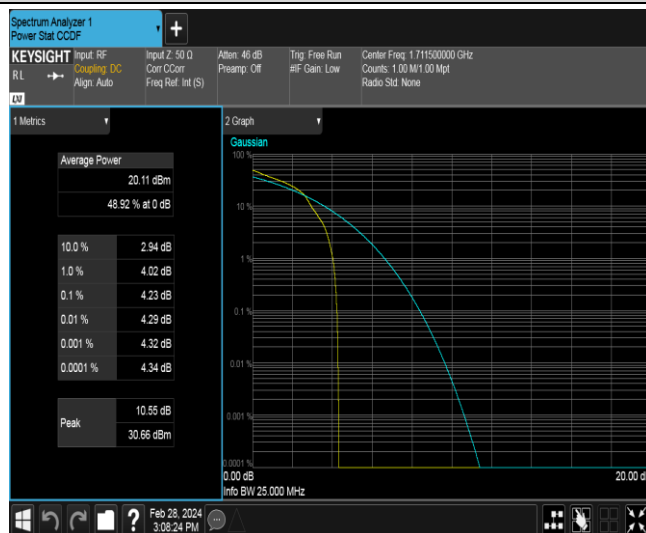 Spectrum Analyzer 1
Power Stat CCDF
+
KEYSIGHT
RL
LXI
Input: RF
Coupling: DC
Align: Auto
Input Z: 50 Ω
Corr CCorr
Freq Ref: Int (S)
Atten: 46 dB
Preamp: Off
Trig: Free Run
#IF Gain: Low
Center Freq: 1.711500000 GHz
Counts: 1.00 M/1.00 Mpt
Radio Std: None
1 Metrics
Average Power
20.11 dBm
48.92 % at 0 dB
10.0 % 2.94 dB
1.0 % 4.02 dB
0.1 % 4.23 dB
0.01 % 4.29 dB
0.001 % 4.32 dB
0.0001 % 4.34 dB
Peak
10.55 dB
30.66 dBm
2 Graph
Gaussian
100 %
10 %
1 %
0.1 %
0.01 %
0.001 %
0.0001 %
0.00 dB
20.00 d
Info BW 25.000 MHz
?
Feb 28, 2024
3:08:24 PM